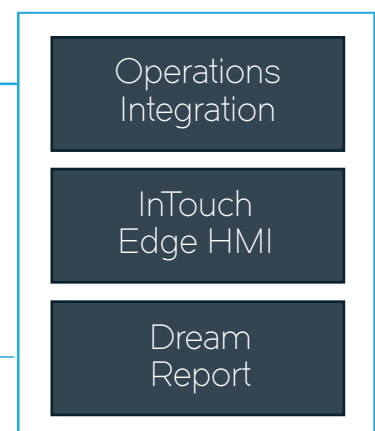 Operations
Integration
InTouch
Edge HMI
Dream
Report